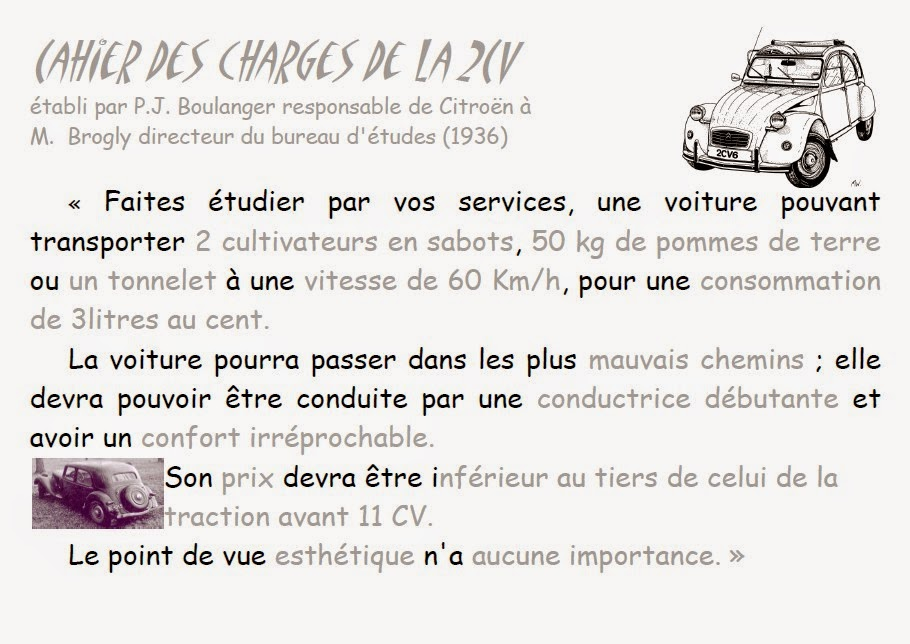 CAHIER DES CHARGES DE LA 2CV
établi par P.J. Boulanger responsable de Citroën à
M. Brogly directeur du bureau d'études (1936)
2CV6
MW.
« Faites étudier par vos services, une voiture pouvant
transporter 2 cultivateurs en sabots, 50 kg de pommes de terre
ou un tonnelet à une vitesse de 60 Km/h, pour une consommation
de 3litres au cent.
La voiture pourra passer dans les plus mauvais chemins ; elle
devra pouvoir être conduite par une conductrice débutante et
avoir un confort irréprochable.
Son prix devra être inférieur au tiers de celui de la
traction avant 11 CV.
Le point de vue esthétique n'a aucune importance. »